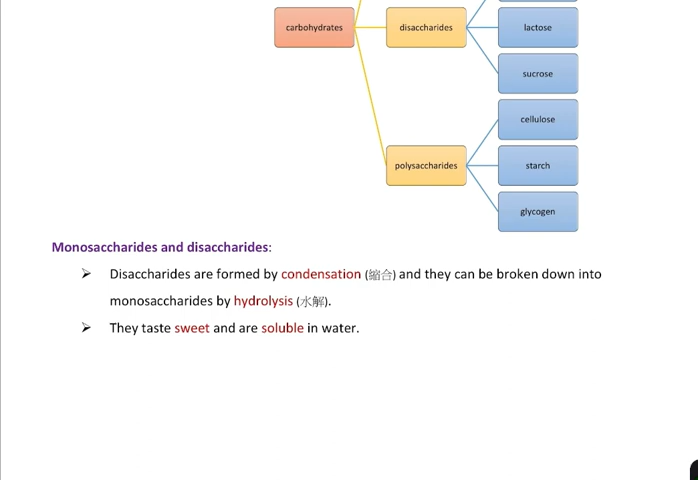 carbohydrates
disaccharides
lactose
sucrose
cellulose
polysaccharides
starch
glycogen
Monosaccharides and disaccharides:
➤ Disaccharides are formed by condensation (縮合) and they can be broken down into
monosaccharides by hydrolysis (水解).
➤ They taste sweet and are soluble in water.